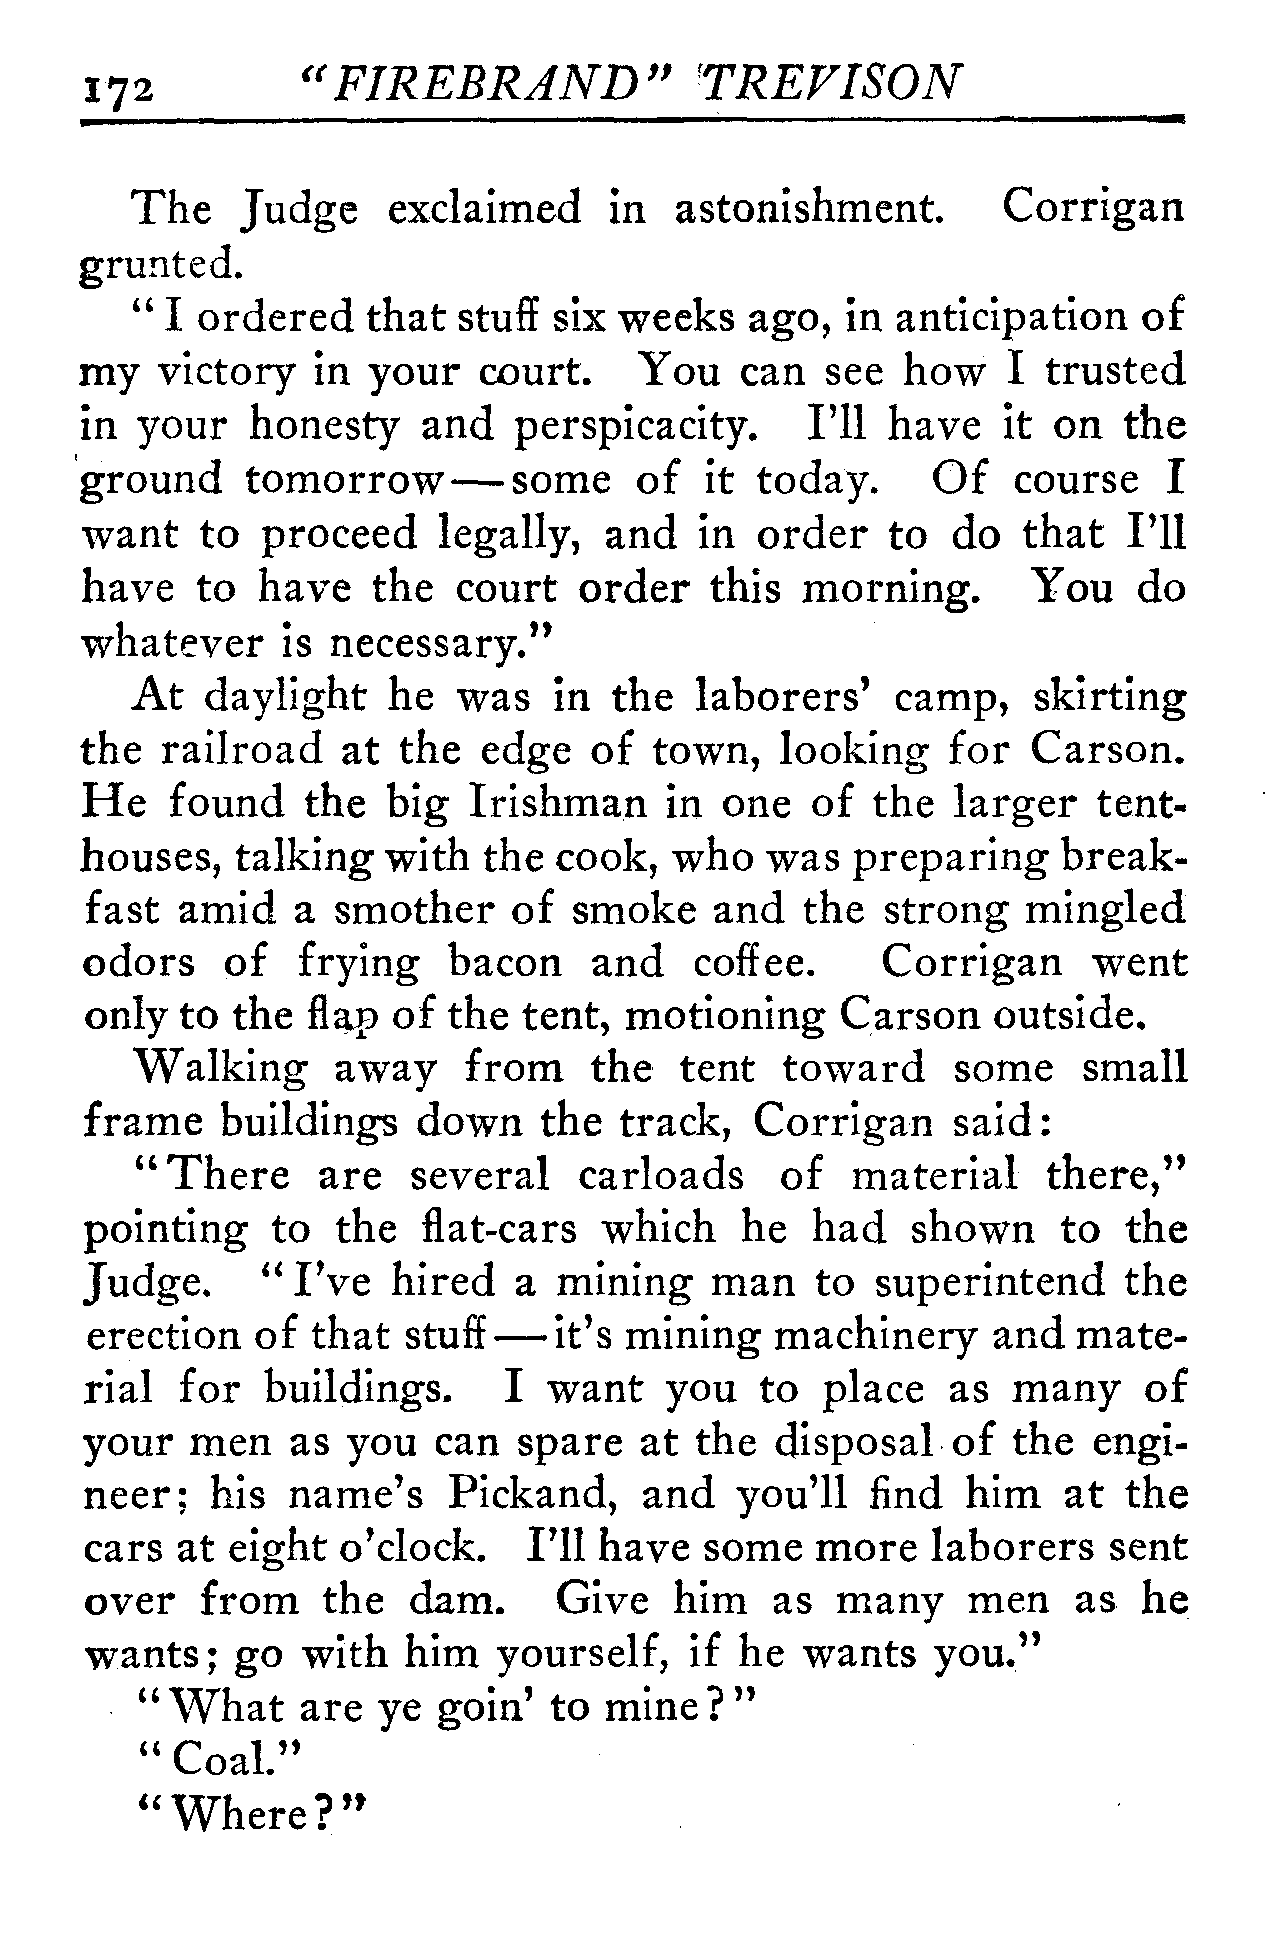 172 "FIREBRAND" TREVISON
The Judge exclaimed in astonishment. Corrigan
grunted.
"I ordered that stuff six weeks ago, in anticipation of
my victory in your court. You can see how I trusted
in your honesty and perspicacity. I'll have it on the
ground tomorrow—some of it today. Of course I
want to proceed legally, and in order to do that I'll
have to have the court order this morning. You do
whatever is necessary."
At daylight he was in the laborers' camp, skirting
the railroad at the edge of town, looking for Carson.
He found the big Irishman in one of the larger tent-
houses, talking with the cook, who was preparing break-
fast amid a smother of smoke and the strong mingled
odors of frying bacon and coffee. Corrigan went
only to the flap of the tent, motioning Carson outside.
Walking away from the tent toward some small
frame buildings down the track, Corrigan said:
"There are several carloads of material there,"
pointing to the flat-cars which he had shown to the
Judge. "I've hired a mining man to superintend the
erection of that stuff—it's mining machinery and mate-
rial for buildings. I want you to place as many of
your men as you can spare at the disposal of the engi-
neer; his name's Pickand, and you'll find him at the
cars at eight o'clock. I'll have some more laborers sent
over from the dam. Give him as many men as he
wants; go with him yourself, if he wants you."
"What are ye goin' to mine?"
"Coal."
"Where?"